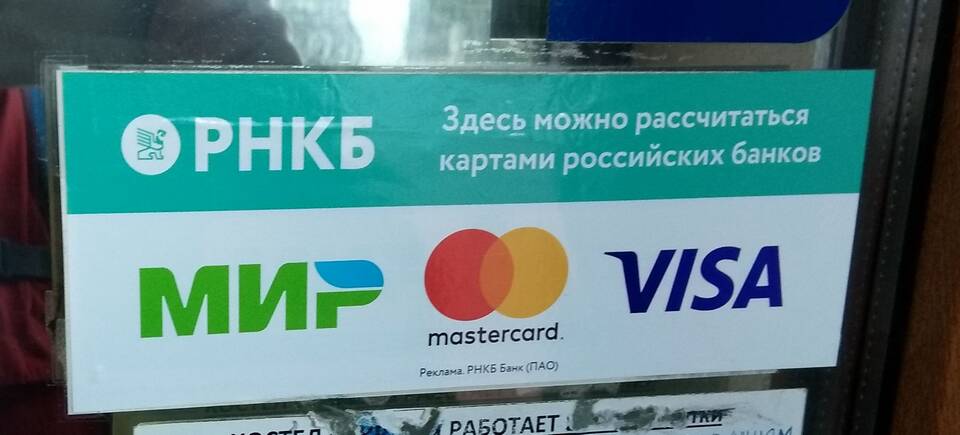 РНКБ
Здесь можно рассчитаться
картами российских банков
МИР
mastercard.
VISA
Реклама. РНКБ Банк (ПАО)
РАБОТАЕТ